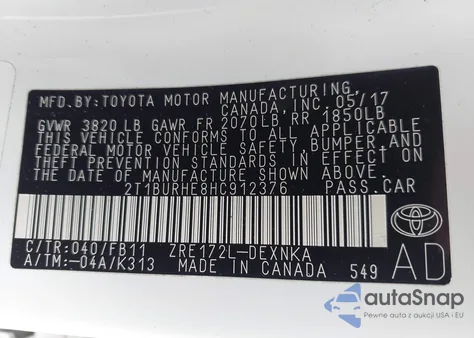 MFD.BY:TOYOTA MOTOR MANUFACTURING,
CANADA, INC. 05/17
GVWR 3820 LB GAWR FR 2070LB RR 1850LB
THIS VEHICLE CONFORMS TO ALL APPLICABLE
FEDERAL MOTOR VEHICLE SAFETY, BUMPER, AND
THEFT PREVENTION STANDARDS IN EFFECT ON
THE DATE OF MANUFACTURE SHOWN ABOVE.
2T1BURHE8HC912376 PASS.CAR
C/TR:040/FB11 ZRE172L-DEXNKA
A/TM:-04A/K313 MADE IN CANADA 549
AD
autoSnap
Pewne auta z aukcji USA i EU